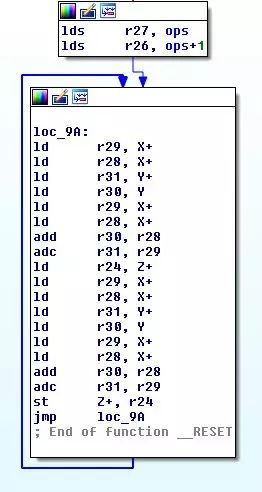 lds r27, ops
lds r26, ops+1
loc_9A:
ld r29, X+
ld r28, X+
ld r31, Y+
ld r30, Y
ld r29, X+
ld r28, X+
add r30, r28
adc r31, r29
ld r24, Z+
ld r29, X+
ld r28, X+
ld r31, Y+
ld r30, Y
ld r29, X+
ld r28, X+
add r30, r28
adc r31, r29
st Z+, r24
jmp loc_9A
; End of function __RESET